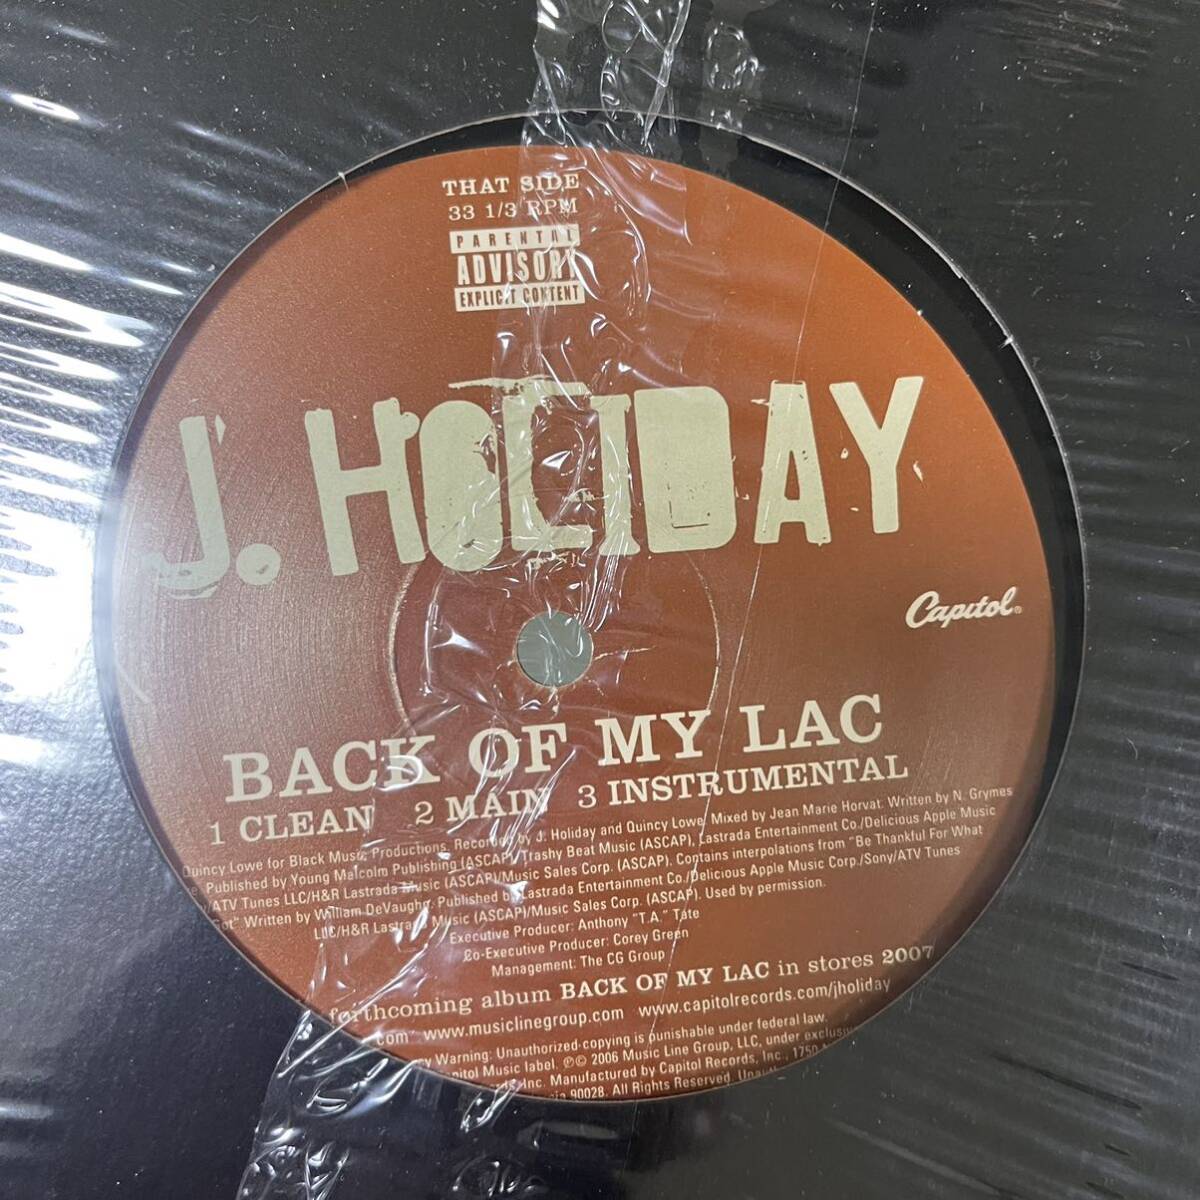 THAT SIDE
33 1/3 RPM
PARENTAL
ADVISORY
EXPLICIT CONTENT
J. HOLIDAY
Capitol®
BACK OF MY LAC
1 CLEAN 2 MAIN 3 INSTRUMENTAL
Quincy Lowe for Black Music Productions. Recorded by J. Holiday and Quincy Lowe. Mixed by Jean Marie Horvat. Written by N. Grymes
Published by Young Malcolm Publishing (ASCAP), Trashy Beat Music (ASCAP), Lastrada Entertainment Co./Delicious Apple Music
/ATV Tunes LLC/H&R Lastrada Music (ASCAP)/Music Sales Corp. (ASCAP). Contains interpolations from "Be Thankful For What
Got" Written by William DeVaughn. Published by Lastrada Entertainment Co./Delicious Apple Music Corp./Sony/ATV Tunes
LLC/H&R Lastrada Music (ASCAP)/Music Sales Corp. (ASCAP). Used by permission.
Executive Producer: Anthony "T.A." Tate
Co-Executive Producer: Corey Green
Management: The CG Group
forthcoming album BACK OF MY LAC in stores 2007
com www.musiclinegroup.com www.capitolrecords.com/jholiday
Warning: Unauthorized copying is punishable under federal law.
Capitol Music label. ℗© 2006 Music Line Group, LLC, under exclusive
Inc. Manufactured by Capitol Records, Inc., 1750
90028. All Rights Reserved.